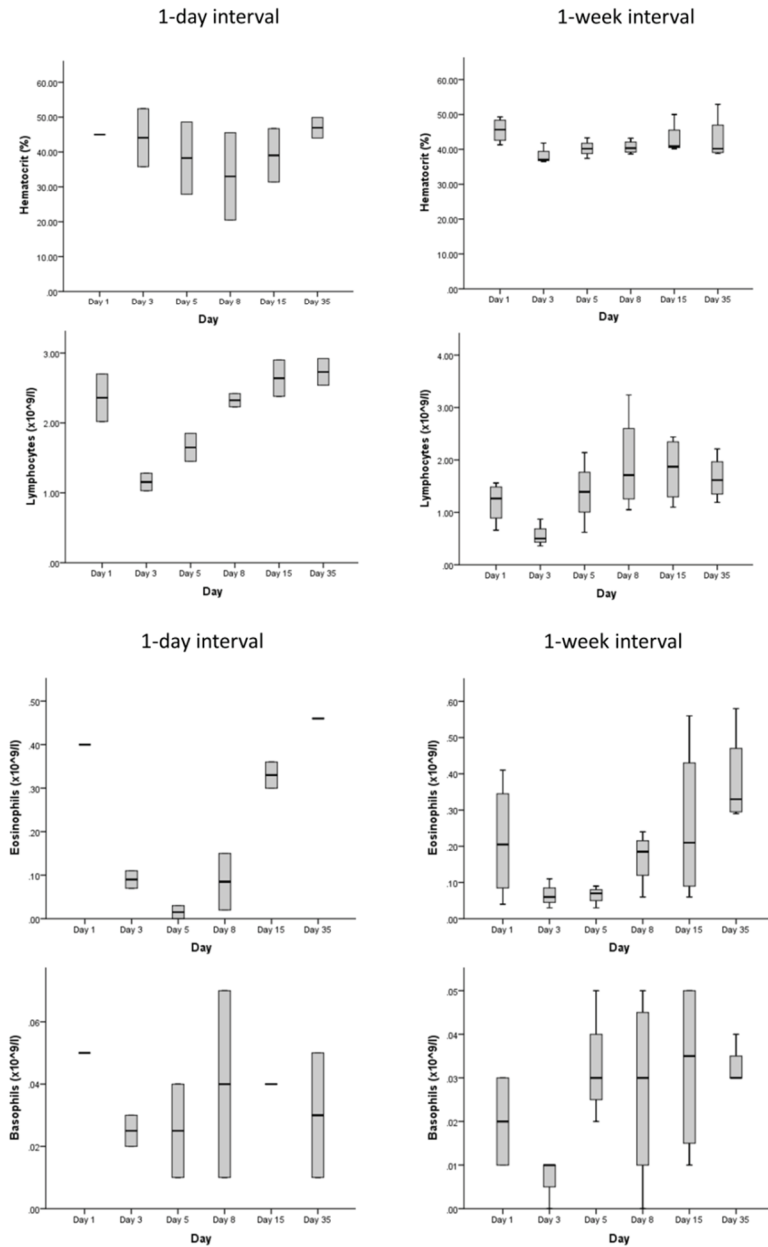 1-day interval
1-week interval
Hematocrit (%)
60.00
50.00
40.00
30.00
20.00
10.00
.00
Day 1 Day 3 Day 5 Day 8 Day 15 Day 35
Day
Hematocrit (%)
60.00
50.00
40.00
30.00
20.00
10.00
.00
Day 1 Day 3 Day 5 Day 8 Day 15 Day 35
Day
Lymphocytes (x10^9/l)
3.00
2.00
1.00
.00
Day 1 Day 3 Day 5 Day 8 Day 15 Day 35
Day
Lymphocytes (x10^9/l)
4.00
3.00
2.00
1.00
.00
Day 1 Day 3 Day 5 Day 8 Day 15 Day 35
Day
1-day interval
1-week interval
Eosinophils (x10^9/l)
.50
.40
.30
.20
.10
.00
Day 1 Day 3 Day 5 Day 8 Day 15 Day 35
Day
Eosinophils (x10^9/l)
.60
.50
.40
.30
.20
.10
.00
Day 1 Day 3 Day 5 Day 8 Day 15 Day 35
Day
Basophils (x10^9/l)
.06
.04
.02
.00
Day 1 Day 3 Day 5 Day 8 Day 15 Day 35
Day
Basophils (x10^9/l)
.05
.04
.03
.02
.01
.00
Day 1 Day 3 Day 5 Day 8 Day 15 Day 35
Day